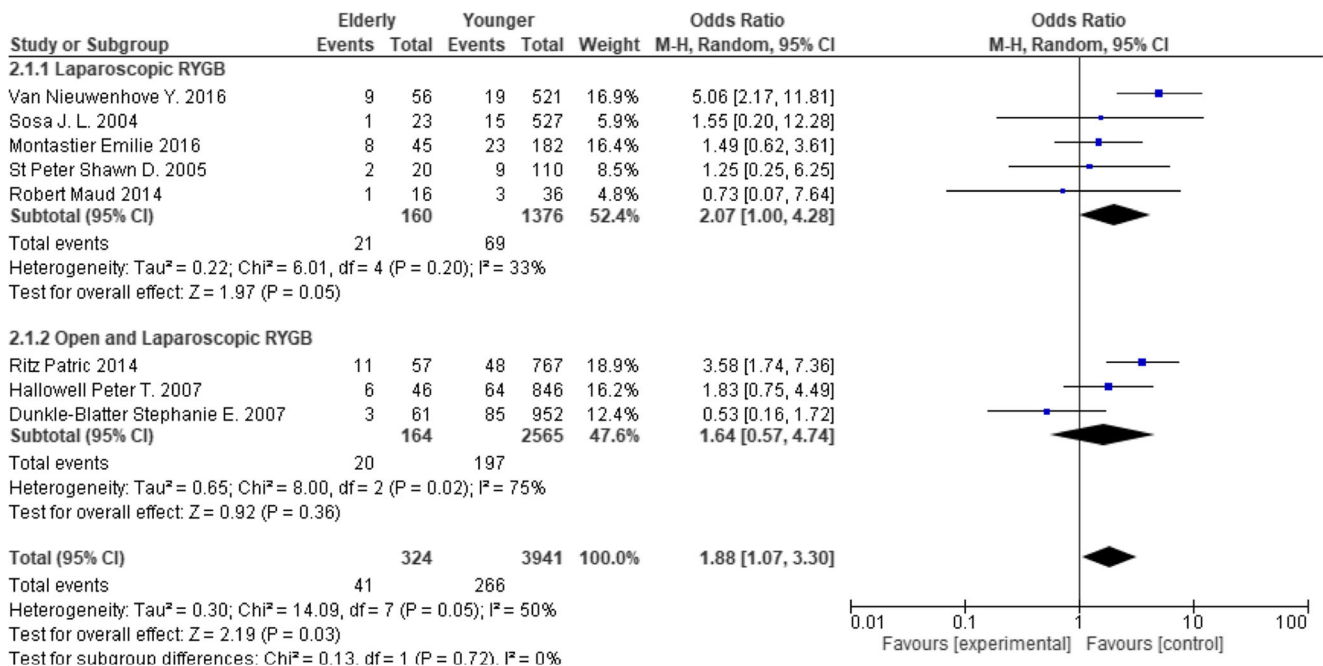 Elderly Younger Odds Ratio Odds Ratio
Study or Subgroup Events Total Events Total Weight M-H, Random, 95% CI M-H, Random, 95% CI
2.1.1 Laparoscopic RYGB
Van Nieuwenhove Y. 2016 9 56 19 521 16.9% 5.06 [2.17, 11.81]
Sosa J. L. 2004 1 23 15 527 5.9% 1.55 [0.20, 12.28]
Montastier Emilie 2016 8 45 23 182 16.4% 1.49 [0.62, 3.61]
St Peter Shawn D. 2005 2 20 9 110 8.5% 1.25 [0.25, 6.25]
Robert Maud 2014 1 16 3 36 4.8% 0.73 [0.07, 7.64]
Subtotal (95% CI) 160 1376 52.4% 2.07 [1.00, 4.28]
Total events 21 69
Heterogeneity: Tau² = 0.22; Chi² = 6.01, df = 4 (P = 0.20); I² = 33%
Test for overall effect: Z = 1.97 (P = 0.05)
2.1.2 Open and Laparoscopic RYGB
Ritz Patric 2014 11 57 48 767 18.9% 3.58 [1.74, 7.36]
Hallowell Peter T. 2007 6 46 64 846 16.2% 1.83 [0.75, 4.49]
Dunkle-Blatter Stephanie E. 2007 3 61 85 952 12.4% 0.53 [0.16, 1.72]
Subtotal (95% CI) 164 2565 47.6% 1.64 [0.57, 4.74]
Total events 20 197
Heterogeneity: Tau² = 0.65; Chi² = 8.00, df = 2 (P = 0.02); I² = 75%
Test for overall effect: Z = 0.92 (P = 0.36)
Total (95% CI) 324 3941 100.0% 1.88 [1.07, 3.30]
Total events 41 266
Heterogeneity: Tau² = 0.30; Chi² = 14.09, df = 7 (P = 0.05); I² = 50%
Test for overall effect: Z = 2.19 (P = 0.03)
Test for subgroup differences: Chi² = 0.13, df = 1 (P = 0.72), I² = 0%
0.01 0.1 1 10 100
Favours [experimental] Favours [control]